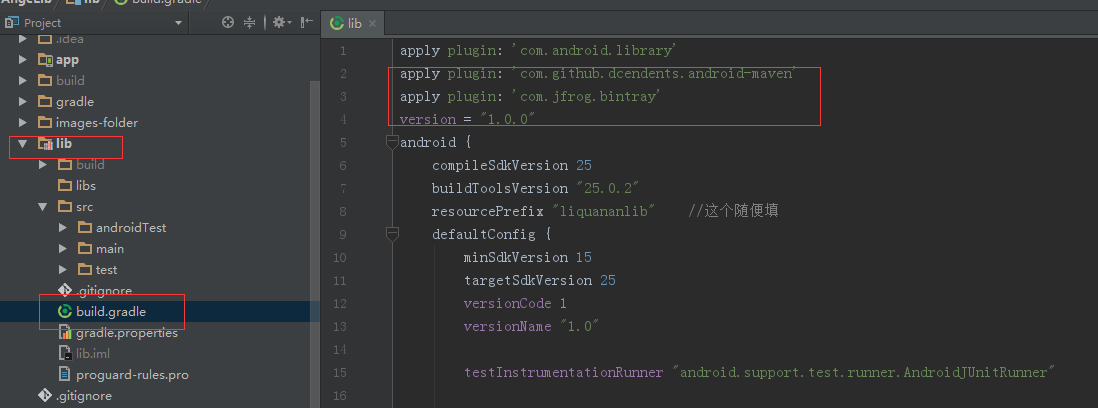 AngeLib lib build.gradle
Project
lib
.idea
app
build
gradle
images-folder
lib
build
libs
src
androidTest
main
test
.gitignore
build.gradle
gradle.properties
lib.iml
proguard-rules.pro
.gitignore
1 apply plugin: 'com.android.library'
2 apply plugin: 'com.github.dcendents.android-maven'
3 apply plugin: 'com.jfrog.bintray'
4 version = "1.0.0"
5 android {
6 compileSdkVersion 25
7 buildToolsVersion "25.0.2"
8 resourcePrefix "liquananlib" //这个随便填
9 defaultConfig {
10 minSdkVersion 15
11 targetSdkVersion 25
12 versionCode 1
13 versionName "1.0"
14
15 testInstrumentationRunner "android.support.test.runner.AndroidJUnitRunner"
16